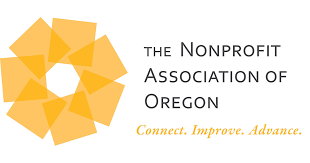 THE NONPROFIT
ASSOCIATION OF
OREGON
Connect. Improve. Advance.